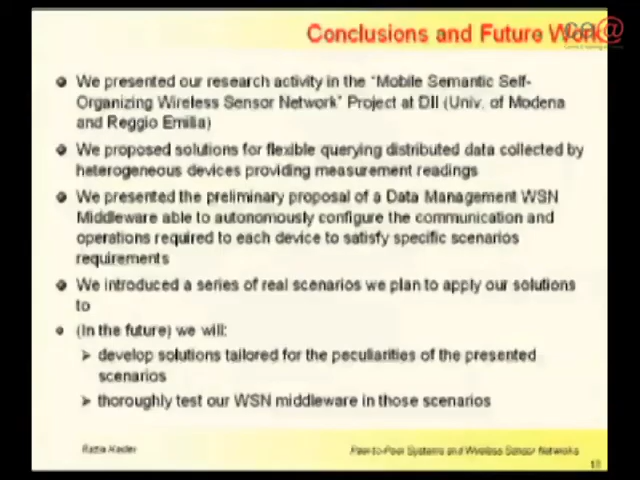 Conclusions and Future Work
We presented our research activity in the "Mobile Semantic Self-
Organizing Wireless Sensor Network" Project at DII (Univ. of Modena
and Reggio Emilia)
We proposed solutions for flexible querying distributed data collected by
heterogeneous devices providing measurement readings
We presented the preliminary proposal of a Data Management WSN
Middleware able to autonomously configure the communication and
operations required to each device to satisfy specific scenarios
requirements
We introduced a series of real scenarios we plan to apply our solutions
to
(In the future) we will:
develop solutions tailored for the peculiarities of the presented
scenarios
thoroughly test our WSN middleware in those scenarios
Peer-to-Peer Systems and Wireless Sensor Networks